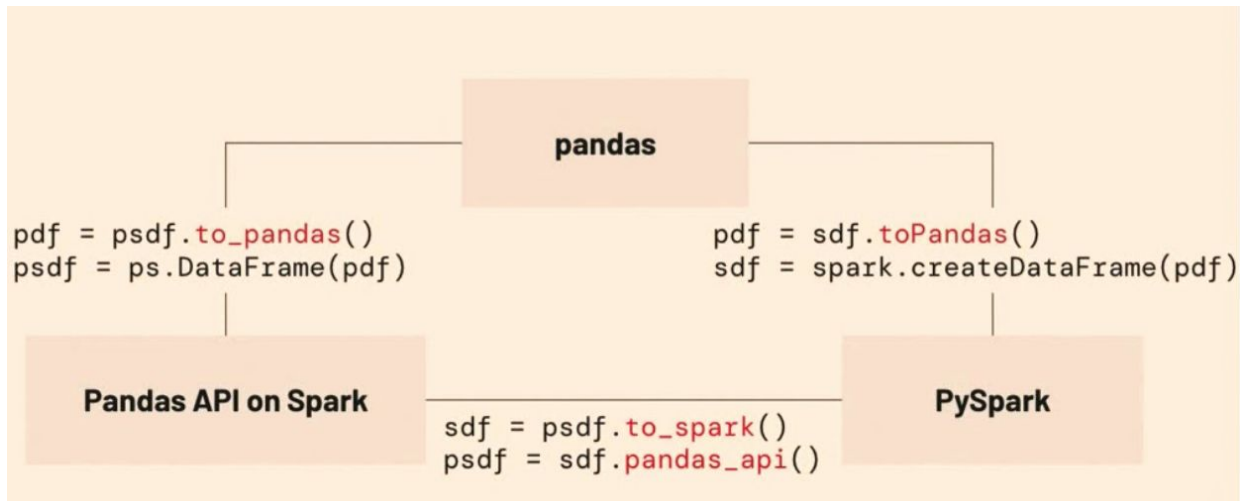 pandas
pdf = psdf.to_pandas()
psdf = ps.DataFrame(pdf)
pdf = sdf.toPandas()
sdf = spark.createDataFrame(pdf)
Pandas API on Spark
PySpark
sdf = psdf.to_spark()
psdf = sdf.pandas_api()